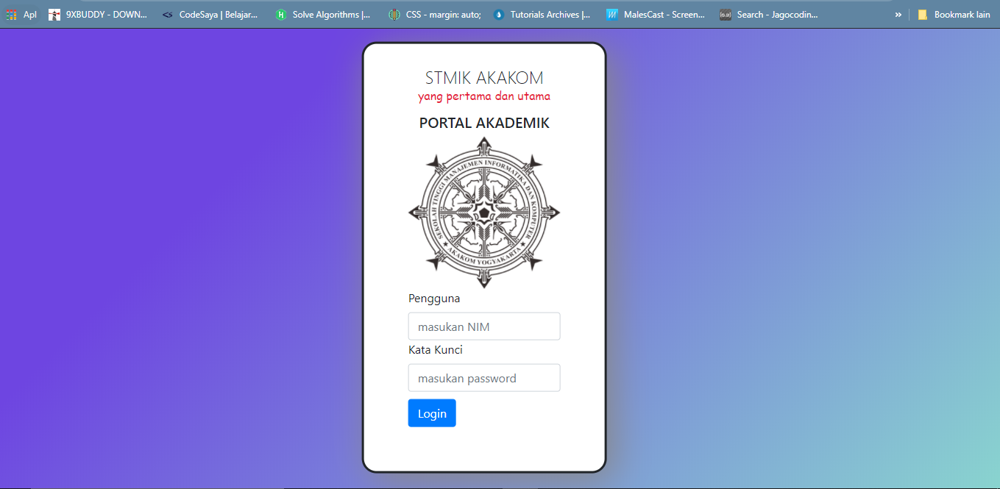 Apl
9XBUDDY - DOWN...
CodeSaya | Belajar...
Solve Algorithms |...
CSS - margin: auto;
Tutorials Archives |...
MalesCast - Screen...
Search - Jagocodin...
»
Bookmark lain
STMIK AKAKOM
yang pertama dan utama
PORTAL AKADEMIK
SEKOLAH TINGGI MANAJEMEN INFORMATIKA DAN KOMPUTER
★ AKAKOM YOGYAKARTA ★
Pengguna
masukan NIM
Kata Kunci
masukan password
Login